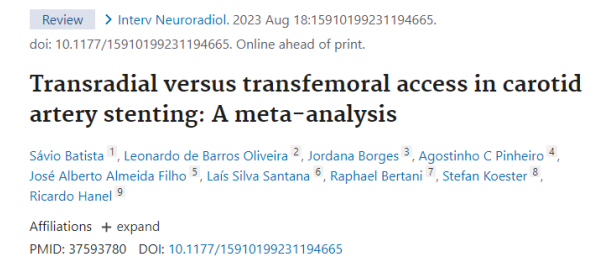 Review > Interv Neuroradiol. 2023 Aug 18:15910199231194665.
doi: 10.1177/15910199231194665. Online ahead of print.
Transradial versus transfemoral access in carotid
artery stenting: A meta-analysis
Sávio Batista 1, Leonardo de Barros Oliveira 2, Jordana Borges 3, Agostinho C Pinheiro 4,
José Alberto Almeida Filho 5, Laís Silva Santana 6, Raphael Bertani 7, Stefan Koester 8,
Ricardo Hanel 9
Affiliations + expand
PMID: 37593780 DOI: 10.1177/15910199231194665